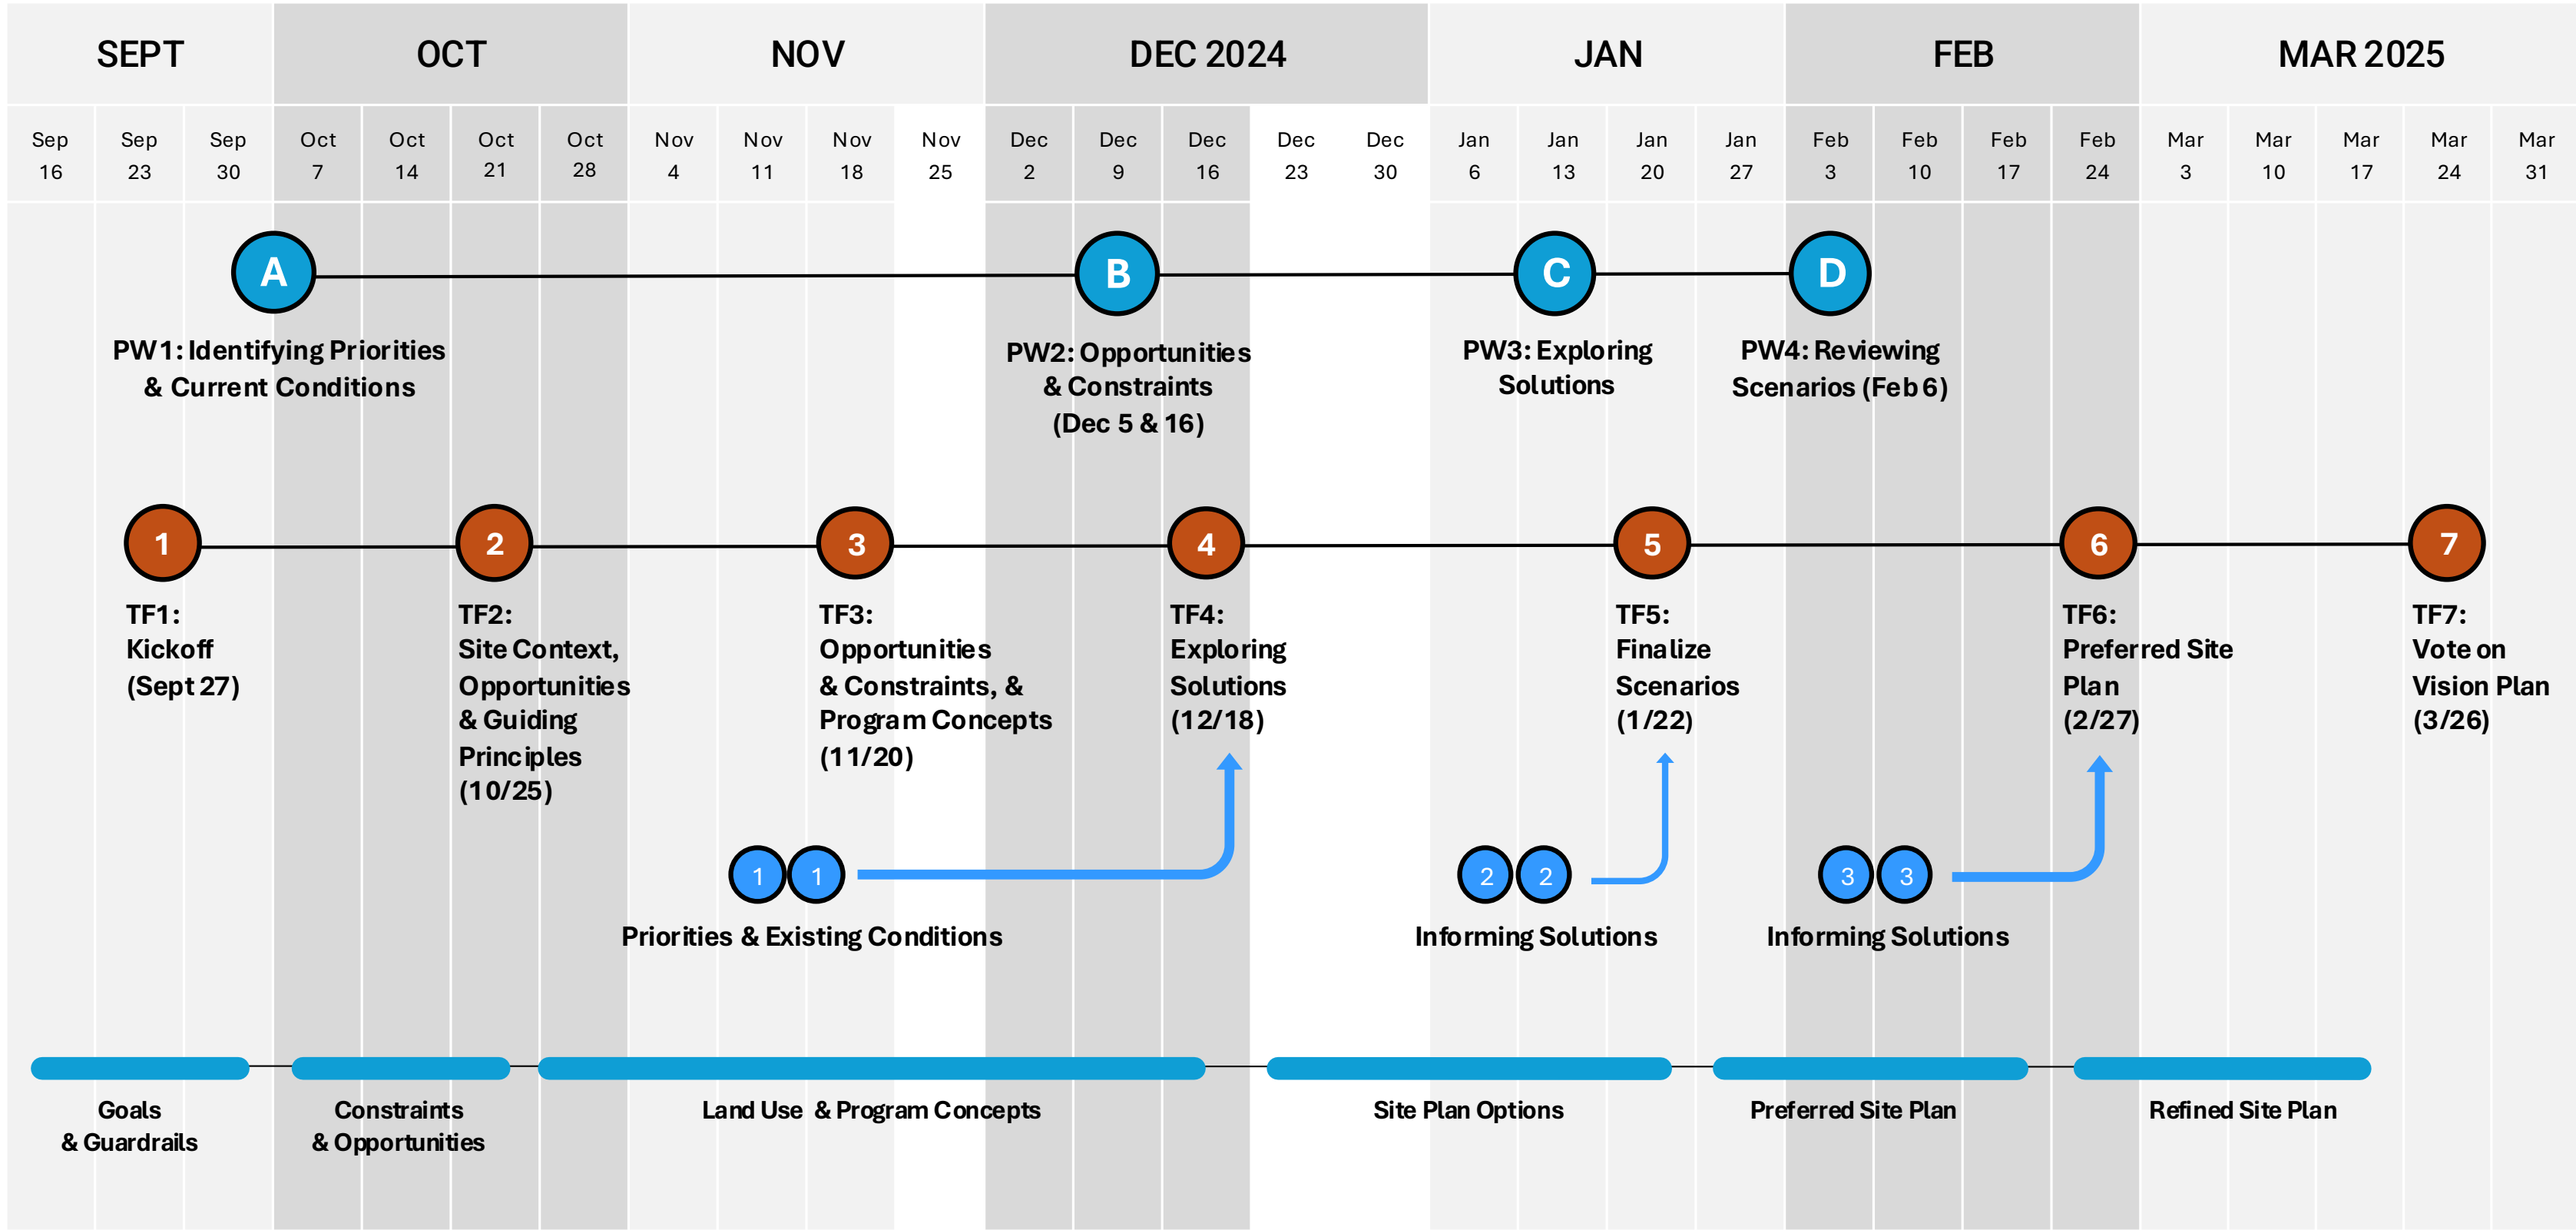 SEPT
OCT
NOV
DEC 2024
JAN
FEB
MAR 2025
Sep 16
Sep 23
Sep 30
Oct 7
Oct 14
Oct 21
Oct 28
Nov 4
Nov 11
Nov 18
Nov 25
Dec 2
Dec 9
Dec 16
Dec 23
Dec 30
Jan 6
Jan 13
Jan 20
Jan 27
Feb 3
Feb 10
Feb 17
Feb 24
Mar 3
Mar 10
Mar 17
Mar 24
Mar 31
A
PW1: Identifying Priorities
& Current Conditions
B
PW2: Opportunities
& Constraints
(Dec 5 & 16)
C
PW3: Exploring
Solutions
D
PW4: Reviewing
Scenarios (Feb 6)
1
TF1:
Kickoff
(Sept 27)
2
TF2:
Site Context,
Opportunities
& Guiding
Principles
(10/25)
3
TF3:
Opportunities
& Constraints, &
Program Concepts
(11/20)
4
TF4:
Exploring
Solutions
(12/18)
5
TF5:
Finalize
Scenarios
(1/22)
6
TF6:
Preferred Site
Plan
(2/27)
7
TF7:
Vote on
Vision Plan
(3/26)
1 1
Priorities & Existing Conditions
2 2
Informing Solutions
3 3
Informing Solutions
Goals
& Guardrails
Constraints
& Opportunities
Land Use & Program Concepts
Site Plan Options
Preferred Site Plan
Refined Site Plan